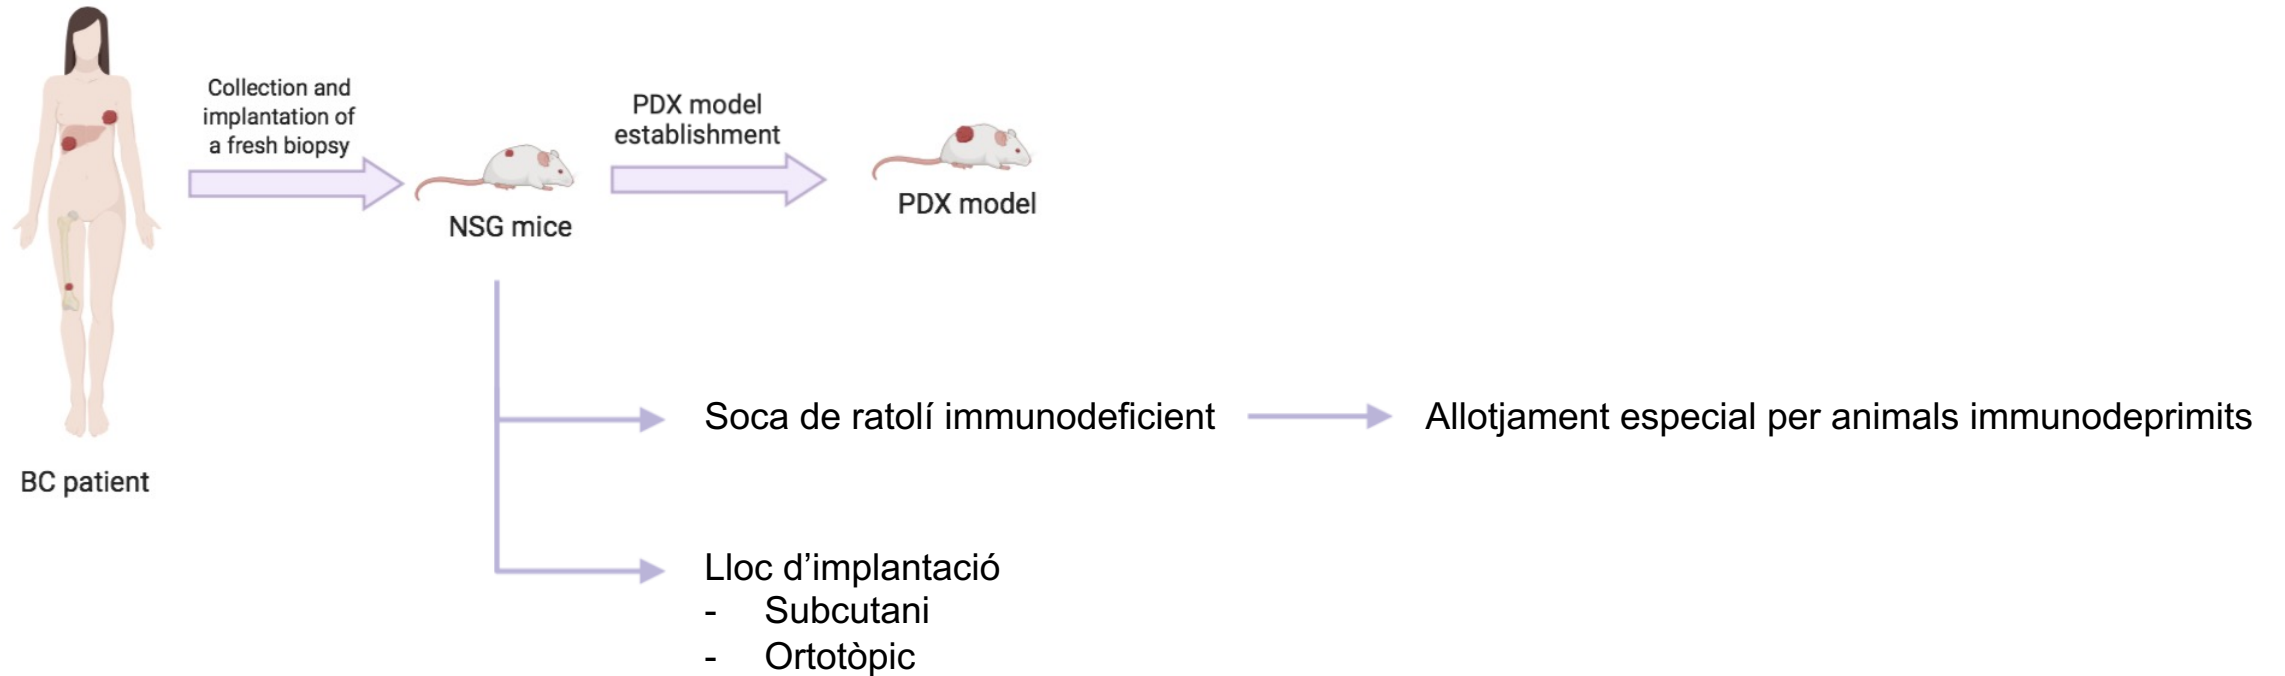 Collection and
implantation of
a fresh biopsy
PDX model
establishment
NSG mice
PDX model
BC patient
Soca de ratolí immunodeficient
Allotjament especial per animals immunodeprimits
Lloc d’implantació
- Subcutani
- Ortotòpic